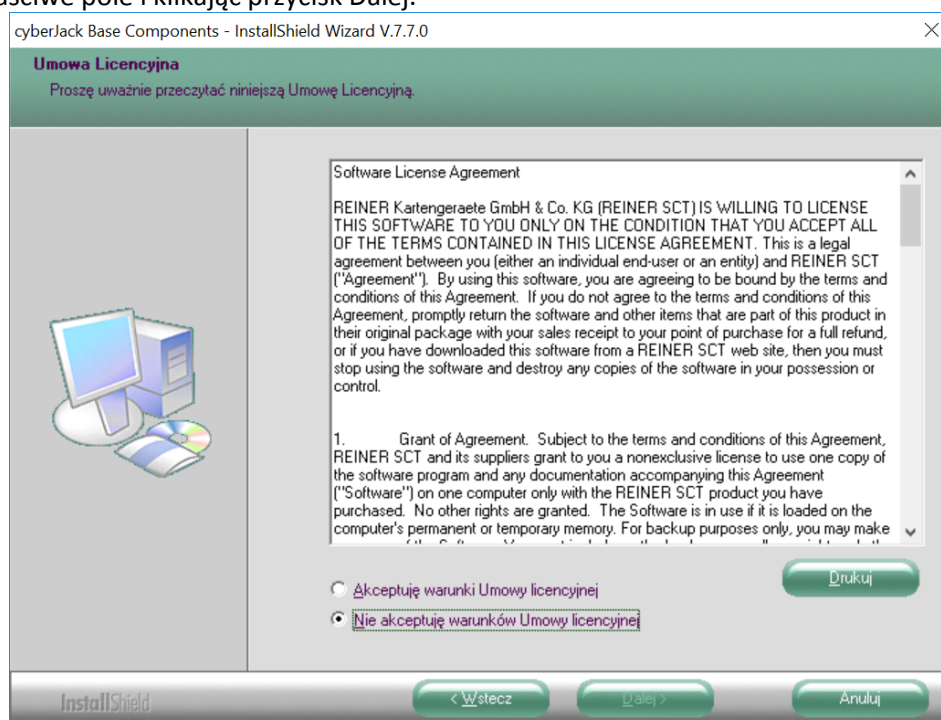 właściwe pole i klikając przycisk Dalej.
cyberJack Base Components - InstallShield Wizard V.7.7.0
Umowa Licencyjna
Proszę uważnie przeczytać niniejszą Umowę Licencyjną.
Software License Agreement
REINER Kartengeraete GmbH & Co. KG (REINER SCT) IS WILLING TO LICENSE
THIS SOFTWARE TO YOU ONLY ON THE CONDITION THAT YOU ACCEPT ALL
OF THE TERMS CONTAINED IN THIS LICENSE AGREEMENT. This is a legal
agreement between you (either an individual end-user or an entity) and REINER SCT
("Agreement"). By using this software, you are agreeing to be bound by the terms and
conditions of this Agreement. If you do not agree to the terms and conditions of this
Agreement, promptly return the software and other items that are part of this product in
their original package with your sales receipt to your point of purchase for a full refund,
or if you have downloaded this software from a REINER SCT web site, then you must
stop using the software and destroy any copies of the software in your possession or
control.
1. Grant of Agreement. Subject to the terms and conditions of this Agreement,
REINER SCT and its suppliers grant to you a nonexclusive license to use one copy of
the software program and any documentation accompanying this Agreement
("Software") on one computer only with the REINER SCT product you have
purchased. No other rights are granted. The Software is in use if it is loaded on the
computer's permanent or temporary memory. For backup purposes only, you may make
Drukuj
Akceptuję warunki Umowy licencyjnej
Nie akceptuję warunków Umowy licencyjnej
InstallShield
< Wstecz
Dalej >
Anuluj